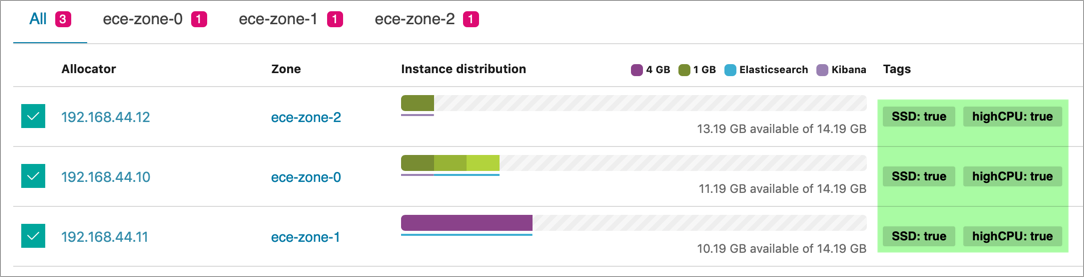 All 3 ece-zone-0 1 ece-zone-1 1 ece-zone-2 1
Allocator Zone Instance distribution 4 GB 1 GB Elasticsearch Kibana Tags
192.168.44.12 ece-zone-2 SSD: true highCPU: true
13.19 GB available of 14.19 GB
192.168.44.10 ece-zone-0 SSD: true highCPU: true
11.19 GB available of 14.19 GB
192.168.44.11 ece-zone-1 SSD: true highCPU: true
10.19 GB available of 14.19 GB